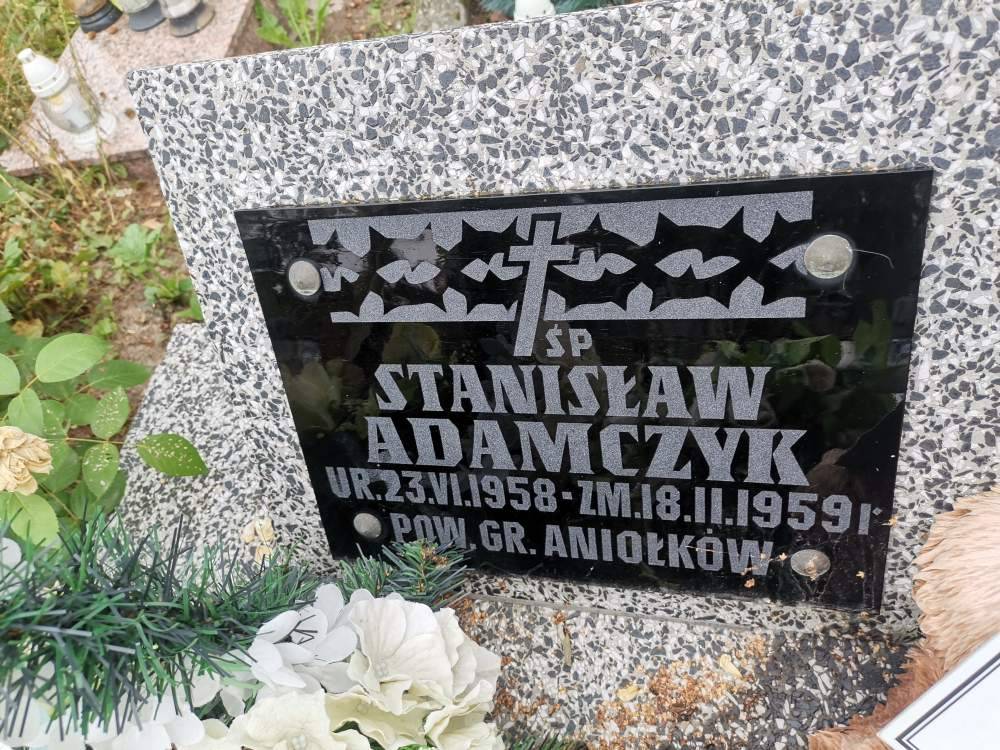 ŚP
STANISŁAW
ADAMCZYK
UR.23.VI.1958-ZM.18.II.1959r.
POW. GR. ANIOŁKÓW